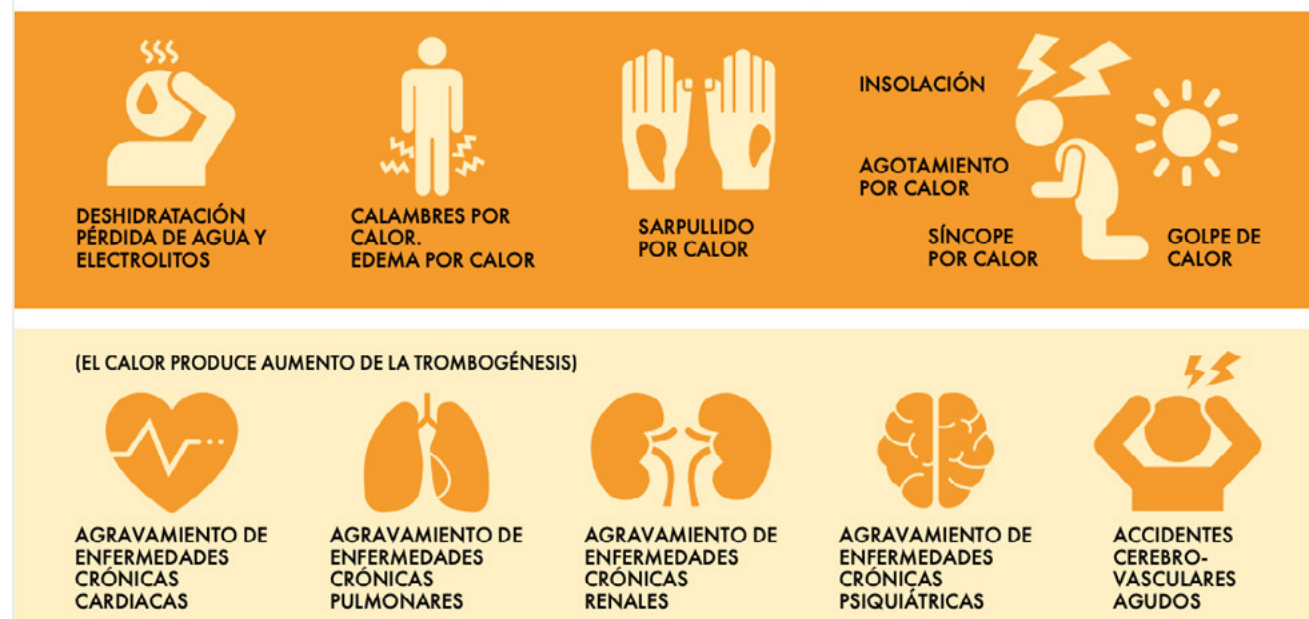 DESHIDRATACIÓN
PÉRDIDA DE AGUA Y
ELECTROLITOS
CALAMBRES POR
CALOR.
EDEMA POR CALOR
SARPULLIDO
POR CALOR
INSOLACIÓN
AGOTAMIENTO
POR CALOR
SÍNCOPE
POR CALOR
GOLPE DE
CALOR
(EL CALOR PRODUCE AUMENTO DE LA TROMBOGÉNESIS)
AGRAVAMIENTO DE
ENFERMEDADES
CRÓNICAS
CARDIACAS
AGRAVAMIENTO DE
ENFERMEDADES
CRÓNICAS
PULMONARES
AGRAVAMIENTO DE
ENFERMEDADES
CRÓNICAS
RENALES
AGRAVAMIENTO DE
ENFERMEDADES
CRÓNICAS
PSIQUIÁTRICAS
ACCIDENTES
CEREBRO-
VASCULARES
AGUDOS